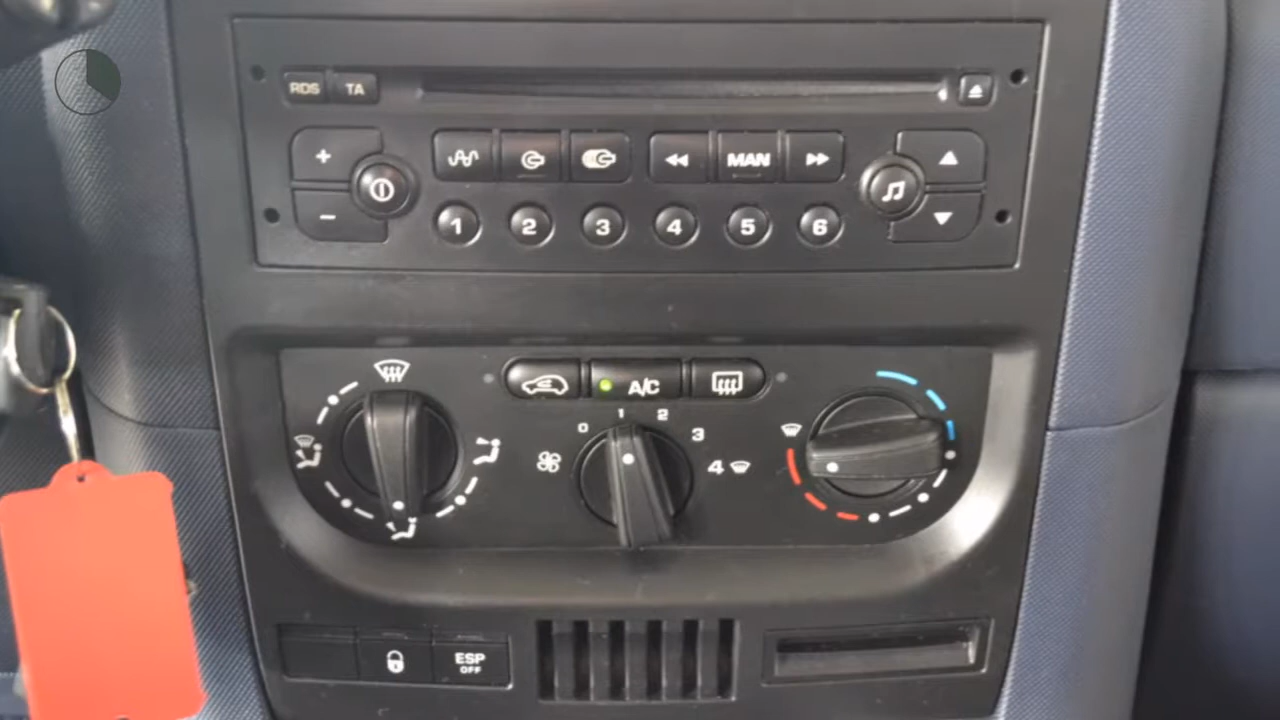 RDS TA
+ MAN
−
1 2 3 4 5 6
A/C
0 1 2 3 4
ESP
OFF